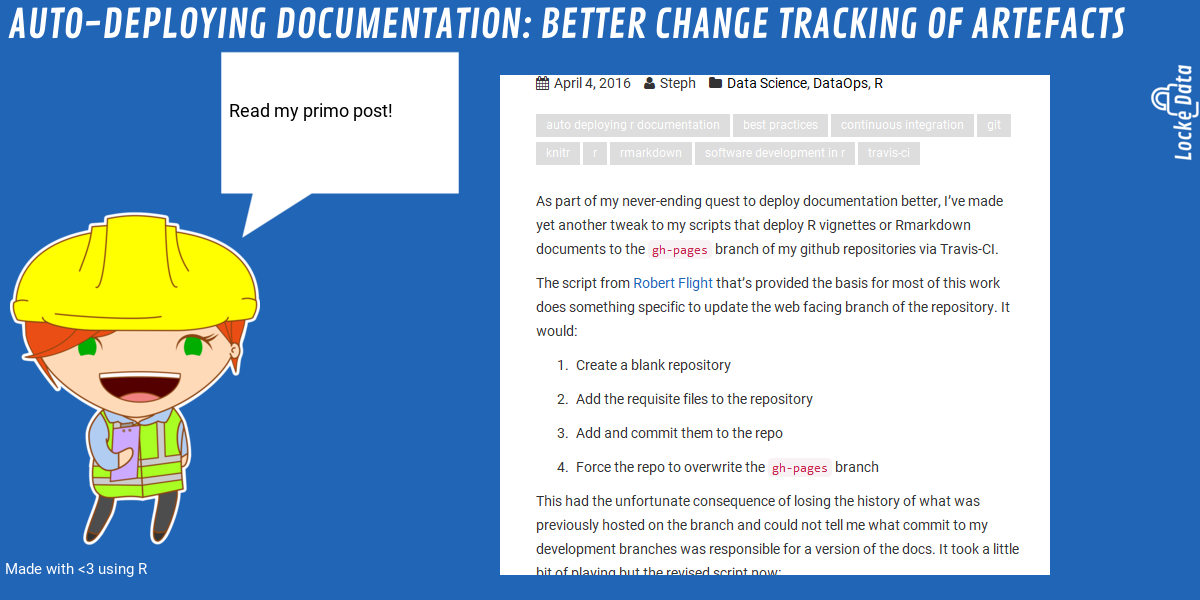 AUTO-DEPLOYING DOCUMENTATION: BETTER CHANGE TRACKING OF ARTEFACTS
Read my primo post!
April 4, 2016 Steph Data Science, DataOps, R
auto deploying r documentation best practices continuous integration git
knitr r rmarkdown software development in r travis-ci
As part of my never-ending quest to deploy documentation better, I've made
yet another tweak to my scripts that deploy R vignettes or Rmarkdown
documents to the gh-pages branch of my github repositories via Travis-CI.
The script from Robert Flight that's provided the basis for most of this work
does something specific to update the web facing branch of the repository. It
would:
1. Create a blank repository
2. Add the requisite files to the repository
3. Add and commit them to the repo
4. Force the repo to overwrite the gh-pages branch
This had the unfortunate consequence of losing the history of what was
previously hosted on the branch and could not tell me what commit to my
development branches was responsible for a version of the docs. It took a little
bit of playing but the revised script now:
Locke Data
Made with <3 using R